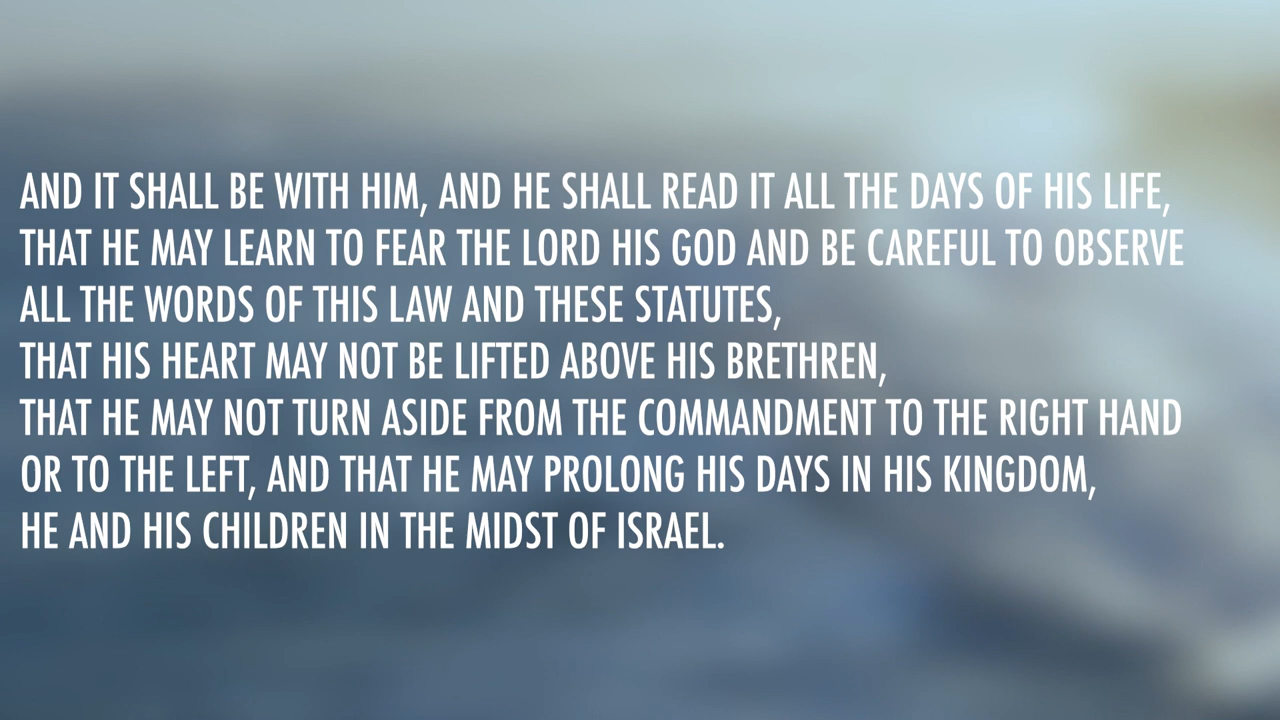 AND IT SHALL BE WITH HIM, AND HE SHALL READ IT ALL THE DAYS OF HIS LIFE,
THAT HE MAY LEARN TO FEAR THE LORD HIS GOD AND BE CAREFUL TO OBSERVE
ALL THE WORDS OF THIS LAW AND THESE STATUTES,
THAT HIS HEART MAY NOT BE LIFTED ABOVE HIS BRETHREN,
THAT HE MAY NOT TURN ASIDE FROM THE COMMANDMENT TO THE RIGHT HAND
OR TO THE LEFT, AND THAT HE MAY PROLONG HIS DAYS IN HIS KINGDOM,
HE AND HIS CHILDREN IN THE MIDST OF ISRAEL.